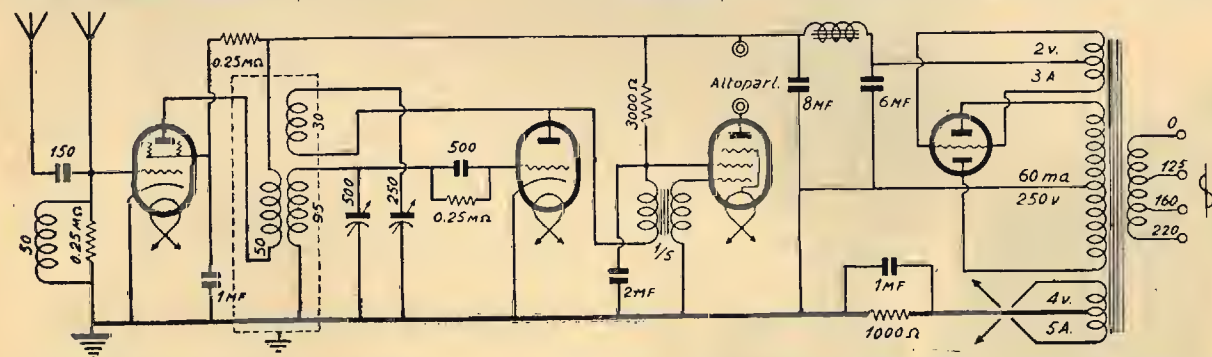 150
50
0.25MΩ
0.25MΩ
1MF
50
95
30
500
250
500
0.25MΩ
2MF
3000Ω
1/5
Altoparl.
8MF
6MF
1MF
1000Ω
2v.
3A
60ma
250v
4v.
5A.
0
125
160
220